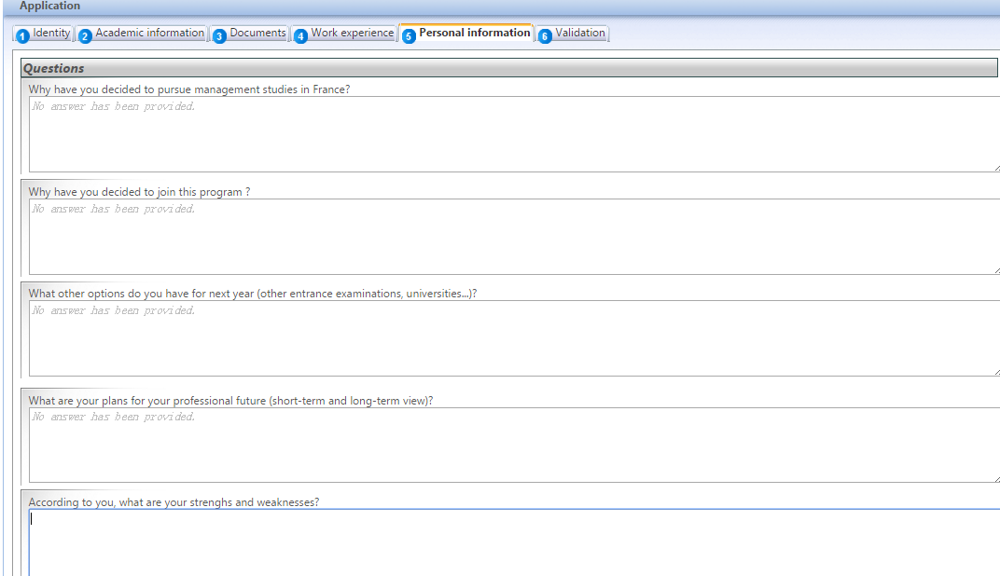 Application
1 Identity 2 Academic information 3 Documents 4 Work experience 5 Personal information 6 Validation
Questions
Why have you decided to pursue management studies in France?
No answer has been provided.
Why have you decided to join this program ?
No answer has been provided.
What other options do you have for next year (other entrance examinations, universities...)?
No answer has been provided.
What are your plans for your professional future (short-term and long-term view)?
No answer has been provided.
According to you, what are your strenghs and weaknesses?